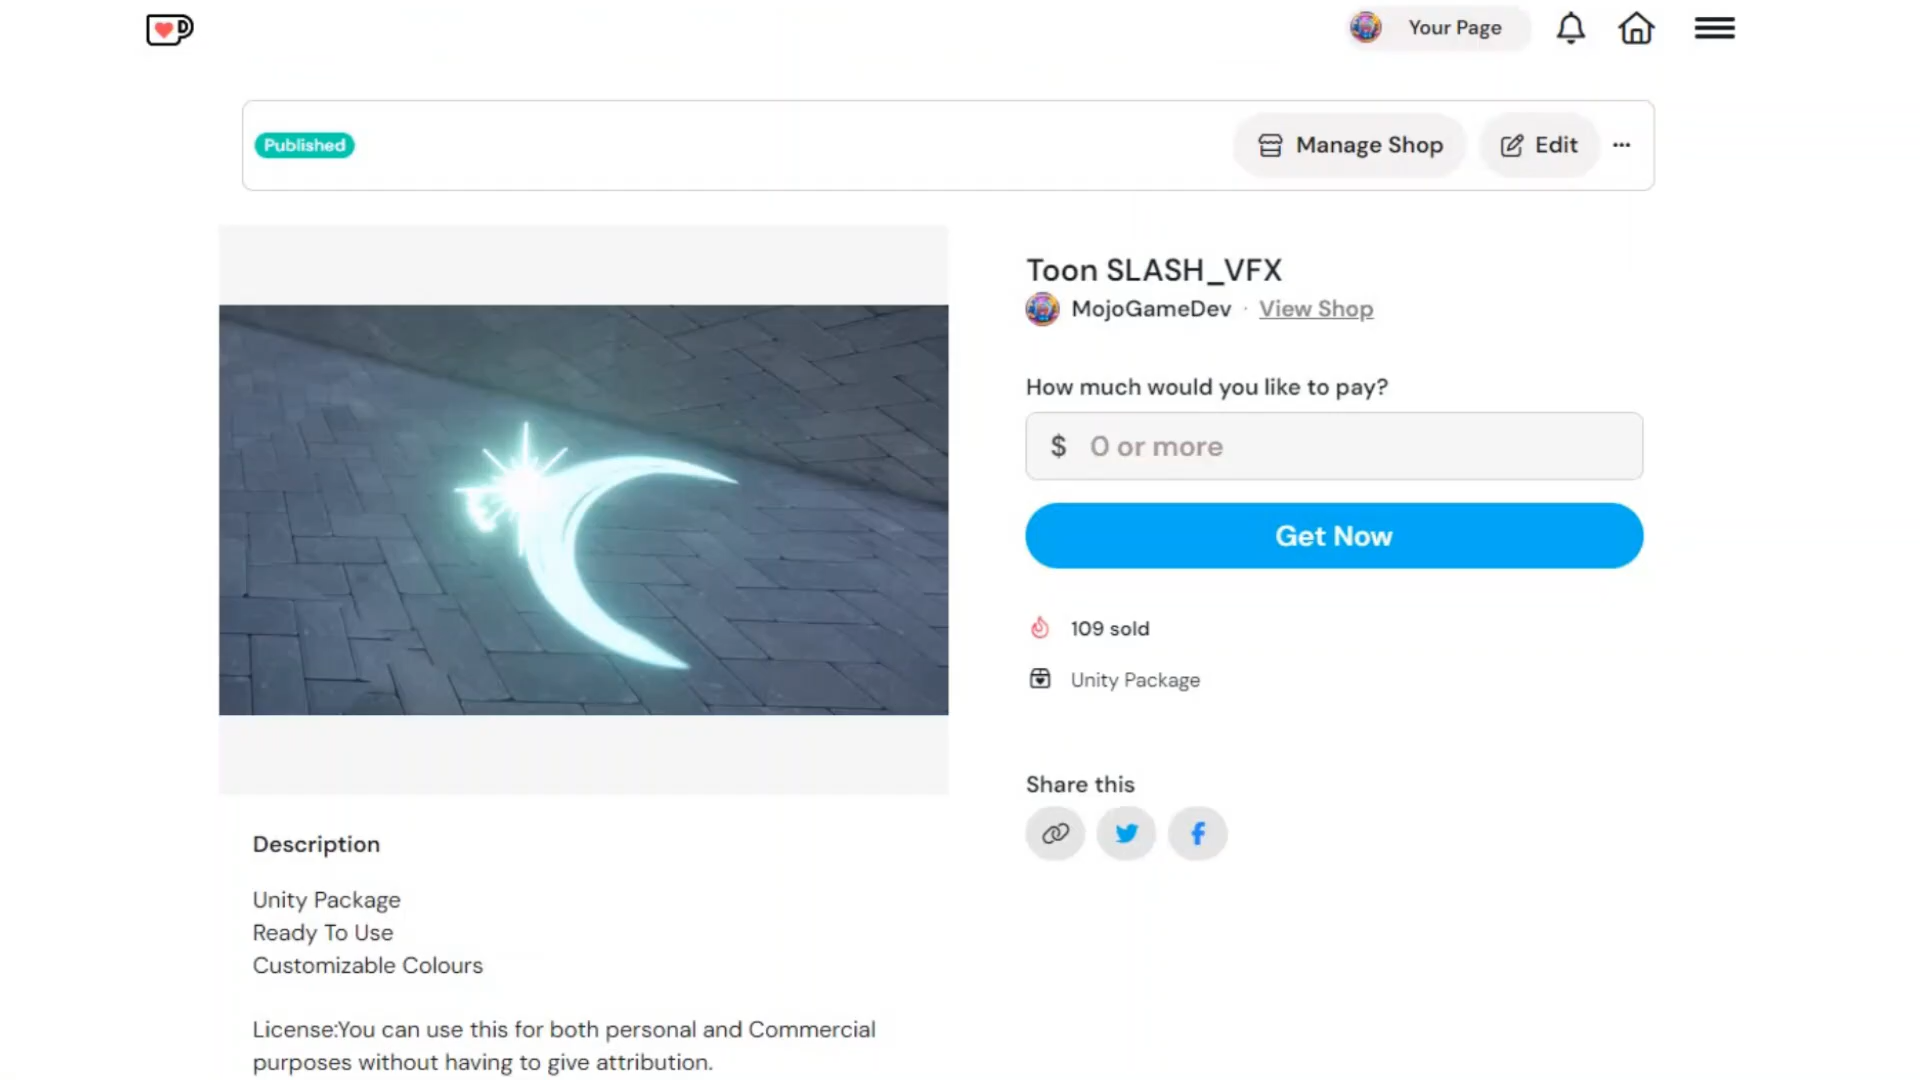 D
Your Page
Published
Manage Shop
Edit
Toon SLASH_VFX
MojoGameDev · View Shop
How much would you like to pay?
$ 0 or more
Get Now
109 sold
Unity Package
Share this
Description
Unity Package
Ready To Use
Customizable Colours
License:You can use this for both personal and Commercial
purposes without having to give attribution.